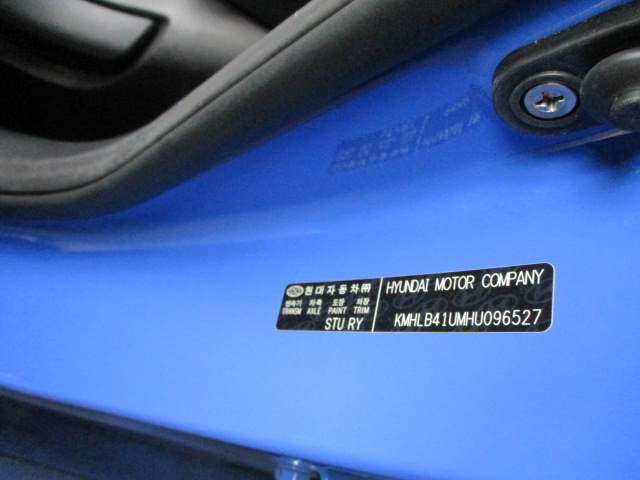 현대자동차㈜
변속기 차축 도장 외장
TRANSM AXLE PAINT TRIM
STU RY
HYUNDAI MOTOR COMPANY
KMHLB41UMHU096527